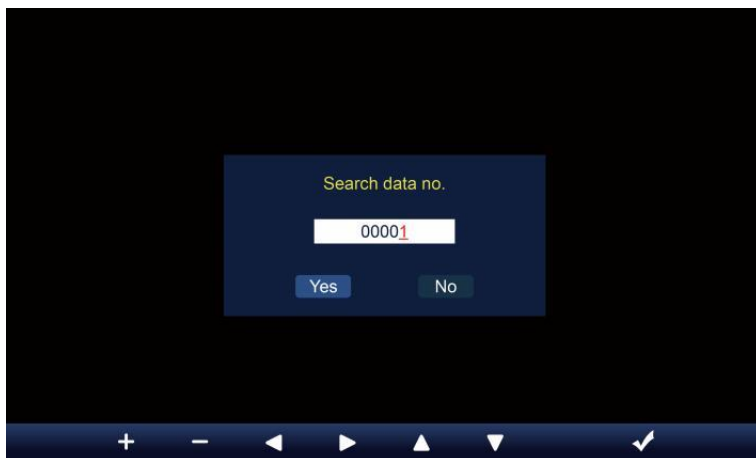 Search data no.
00001
Yes No